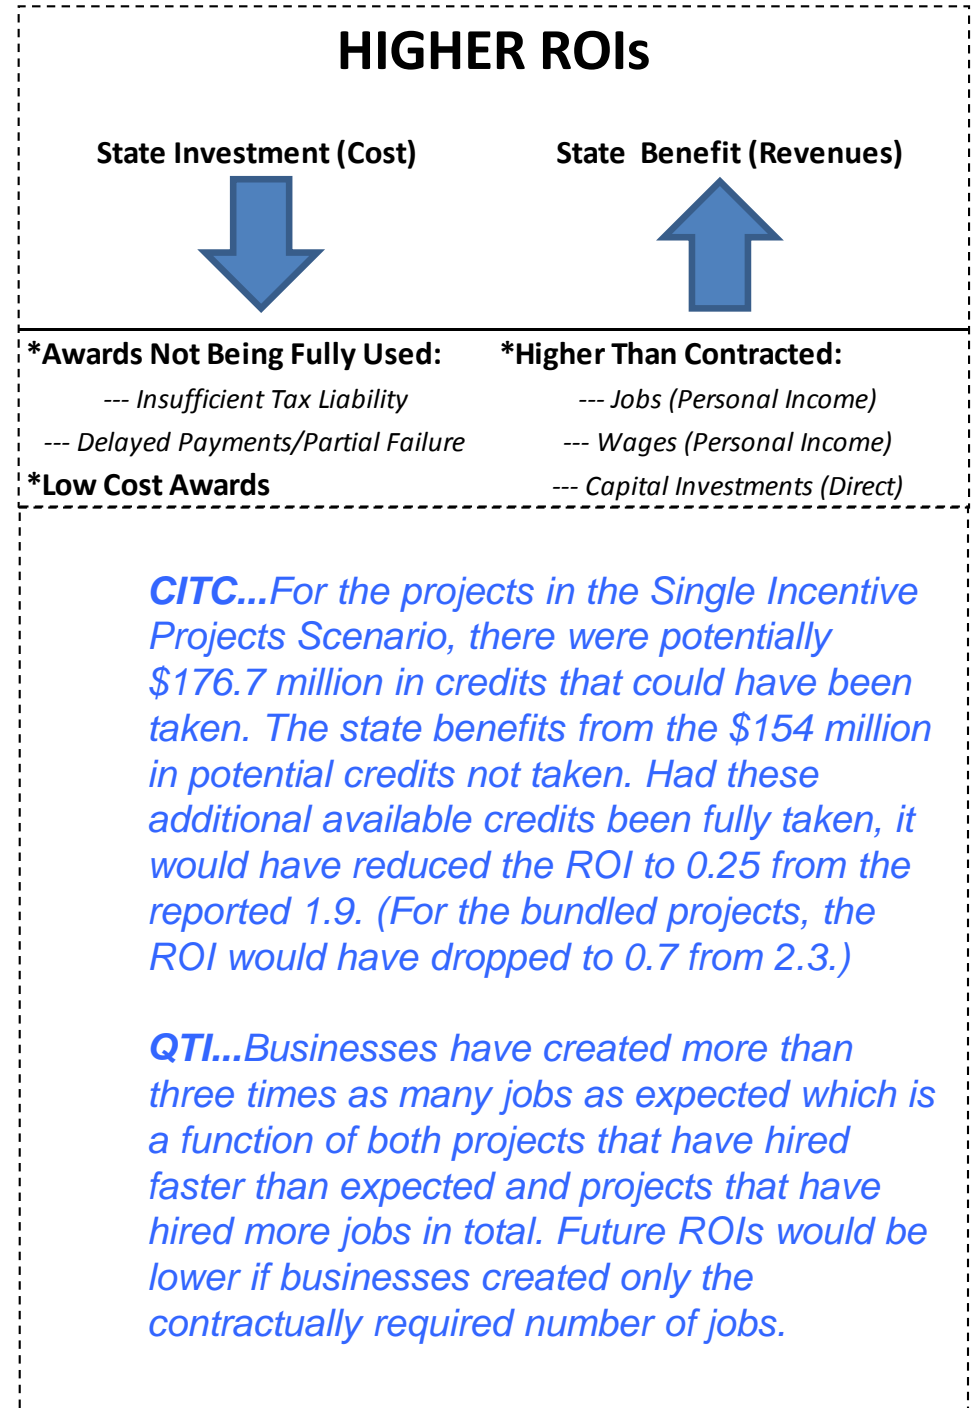 HIGHER ROIs
State Investment (Cost)
State Benefit (Revenues)
*Awards Not Being Fully Used:
--- Insufficient Tax Liability
--- Delayed Payments/Partial Failure
*Low Cost Awards
*Higher Than Contracted:
--- Jobs (Personal Income)
--- Wages (Personal Income)
--- Capital Investments (Direct)
CITC...For the projects in the Single Incentive
Projects Scenario, there were potentially
$176.7 million in credits that could have been
taken. The state benefits from the $154 million
in potential credits not taken. Had these
additional available credits been fully taken, it
would have reduced the ROI to 0.25 from the
reported 1.9. (For the bundled projects, the
ROI would have dropped to 0.7 from 2.3.)
QTI...Businesses have created more than
three times as many jobs as expected which is
a function of both projects that have hired
faster than expected and projects that have
hired more jobs in total. Future ROIs would be
lower if businesses created only the
contractually required number of jobs.